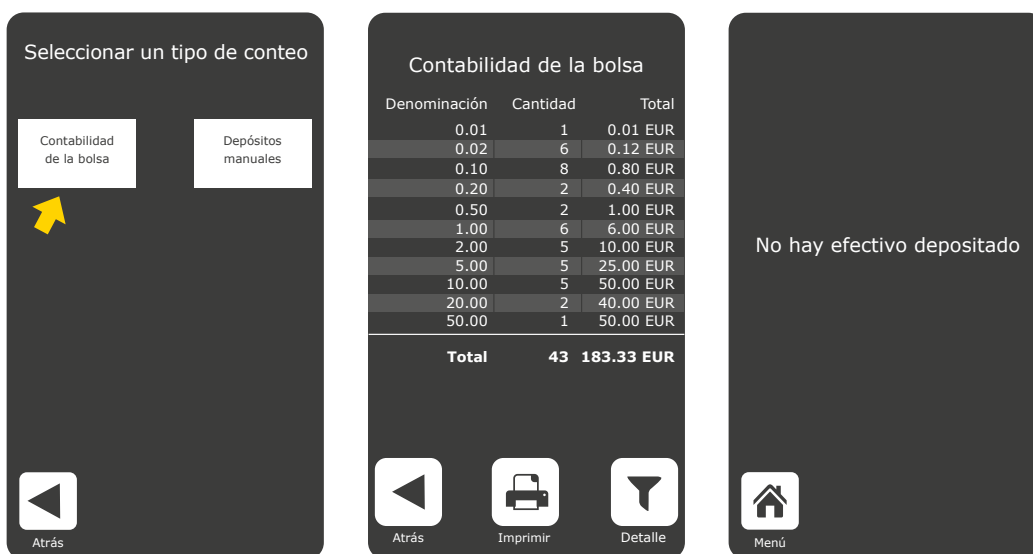 Seleccionar un tipo de conteo
Contabilidad
de la bolsa
Depósitos
manuales
Atrás
Contabilidad de la bolsa
Denominación Cantidad Total
0.01 1 0.01 EUR
0.02 6 0.12 EUR
0.10 8 0.80 EUR
0.20 2 0.40 EUR
0.50 2 1.00 EUR
1.00 6 6.00 EUR
2.00 5 10.00 EUR
5.00 5 25.00 EUR
10.00 5 50.00 EUR
20.00 2 40.00 EUR
50.00 1 50.00 EUR
Total 43 183.33 EUR
Atrás Imprimir Detalle
No hay efectivo depositado
Menú